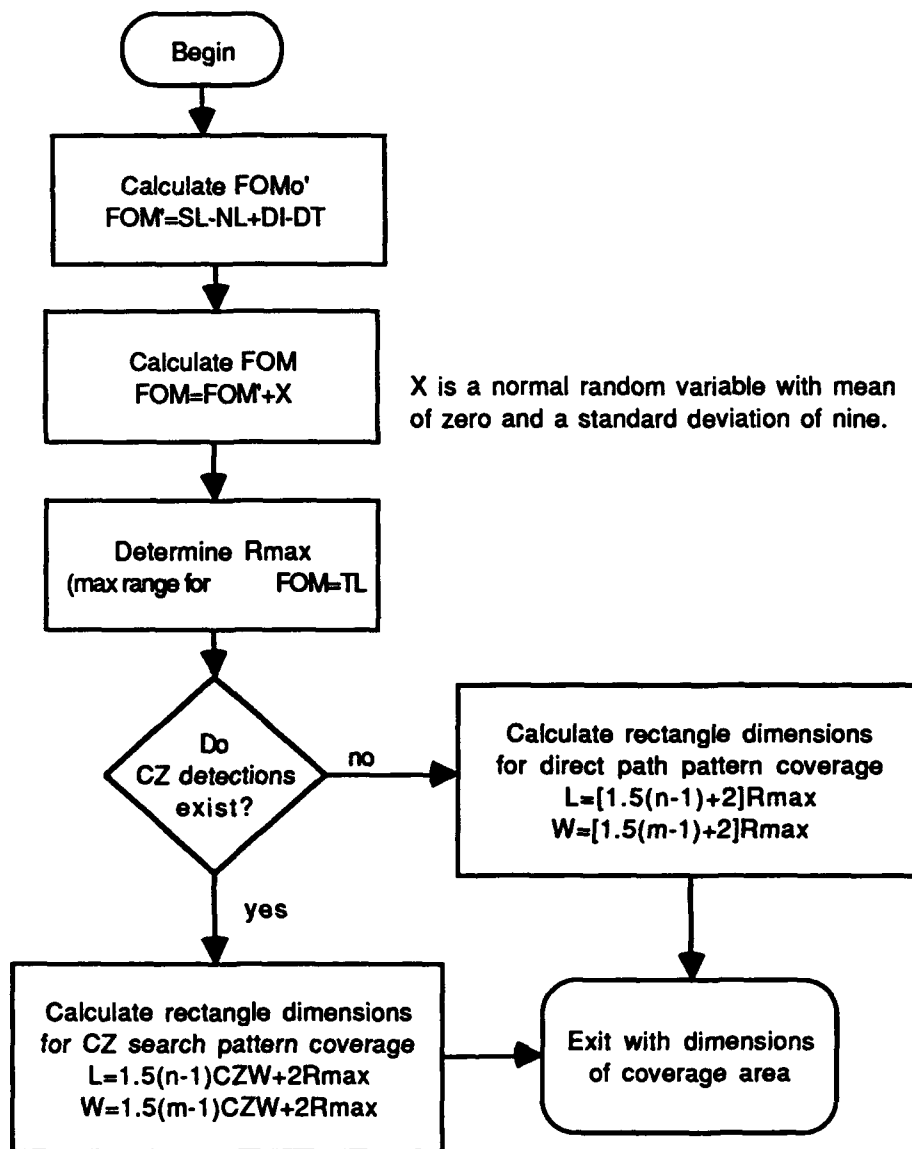 Begin
Calculate FOMo'
FOM'=SL-NL+DI-DT
Calculate FOM
FOM=FOM'+X
X is a normal random variable with mean
of zero and a standard deviation of nine.
Determine Rmax
(max range for FOM=TL
Do
CZ detections
exist?
no
Calculate rectangle dimensions
for direct path pattern coverage
L=[1.5(n-1)+2]Rmax
W=[1.5(m-1)+2]Rmax
yes
Calculate rectangle dimensions
for CZ search pattern coverage
L=1.5(n-1)CZW+2Rmax
W=1.5(m-1)CZW+2Rmax
Exit with dimensions
of coverage area